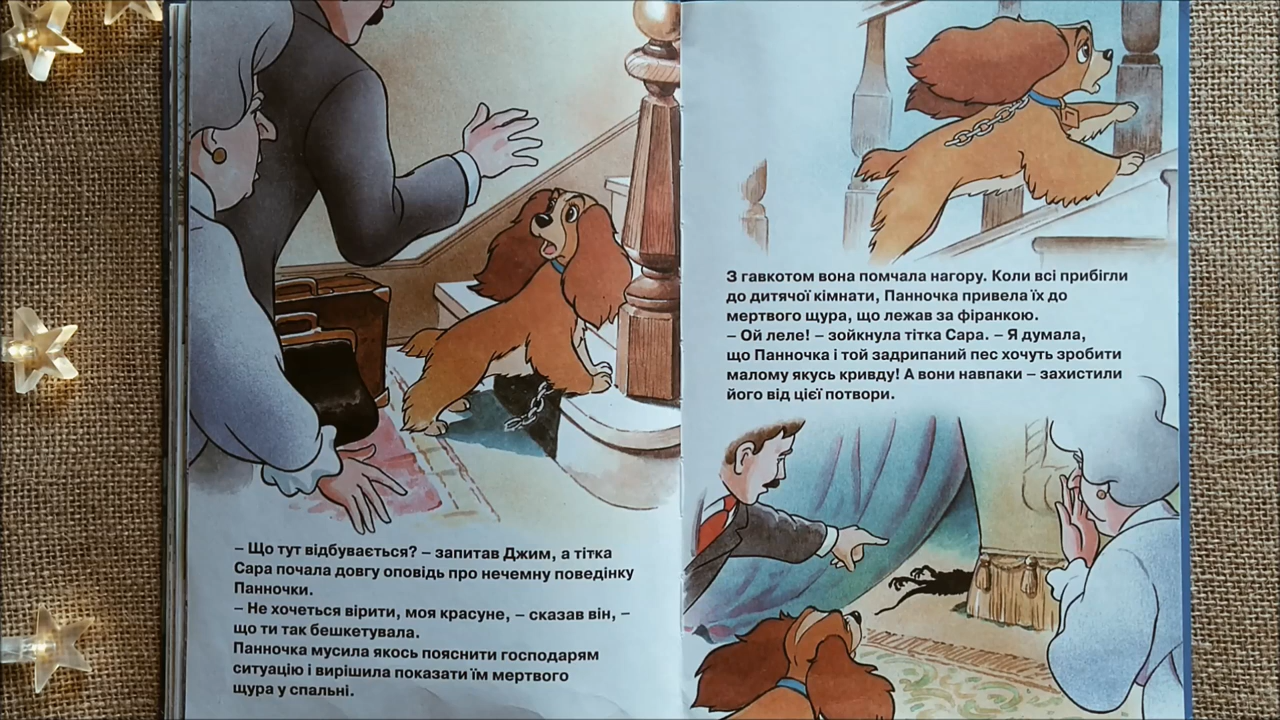 – Що тут відбувається? – запитав Джим, а тітка
Сара почала довгу оповідь про нечемну поведінку
Панночки.
– Не хочеться вірити, моя красуне, – сказав він, –
що ти так бешкетувала.
Панночка мусила якось пояснити господарям
ситуацію і вирішила показати їм мертвого
щура у спальні.
З гавкотом вона помчала нагору. Коли всі прибігли
до дитячої кімнати, Панночка привела їх до
мертвого щура, що лежав за фіранкою.
– Ой леле! – зойкнула тітка Сара. – Я думала,
що Панночка і той задрипаний пес хочуть зробити
малому якусь кривду! А вони навпаки – захистили
його від цієї потвори.